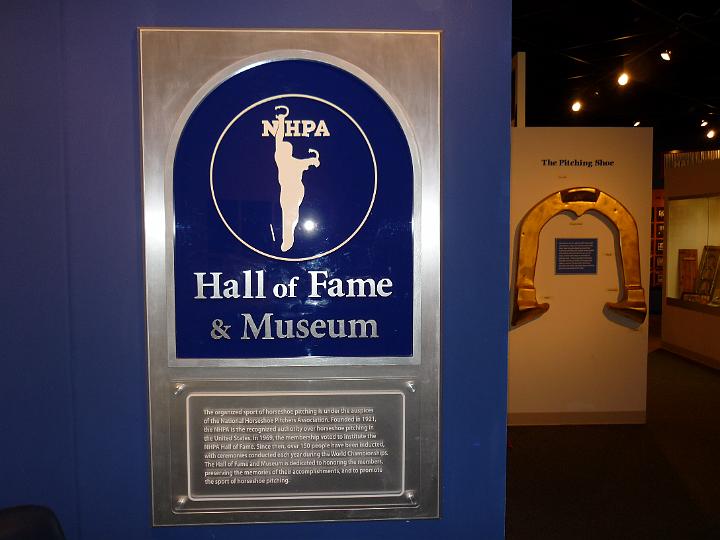 NHPA
Hall of Fame
& Museum
The organized sport of horseshoe pitching is under the auspices
of the National Horseshoe Pitchers Association. Founded in 1921,
the NHPA is the recognized authority over horseshoe pitching in
the United States. In 1969, the membership voted to institute the
NHPA Hall of Fame. Since then, over 150 people have been inducted,
with ceremonies conducted each year during the World Championships.
The Hall of Fame and Museum is dedicated to honoring the members,
preserving the memories of their accomplishments, and to promote
the sport of horseshoe pitching.
The Pitching Shoe